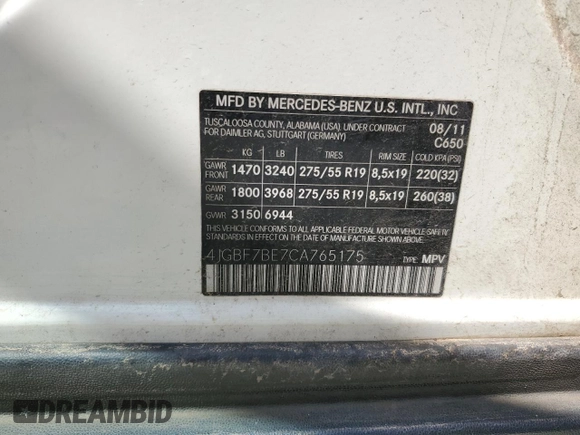 MFD BY MERCEDES-BENZ U.S. INTL., INC
TUSCALOOSA COUNTY, ALABAMA (USA), UNDER CONTRACT 08/11
FOR DAIMLER AG, STUTTGART (GERMANY) C650
KG LB TIRES RIM SIZE COLD KPA(PSI)
GAWR FRONT 1470 3240 275/55 R19 8,5x19 220(32)
GAWR REAR 1800 3968 275/55 R19 8,5x19 260(38)
GVWR 3150 6944
THIS VEHICLE CONFORMS TO ALL APPLICABLE FEDERAL MOTOR VEHICLE SAFETY
STANDARDS IN EFFECT ON THE DATE OF MANUFACTURE SHOWN ABOVE.
4JGBF7BE7CA765175 TYPE: MPV
DREAMBID